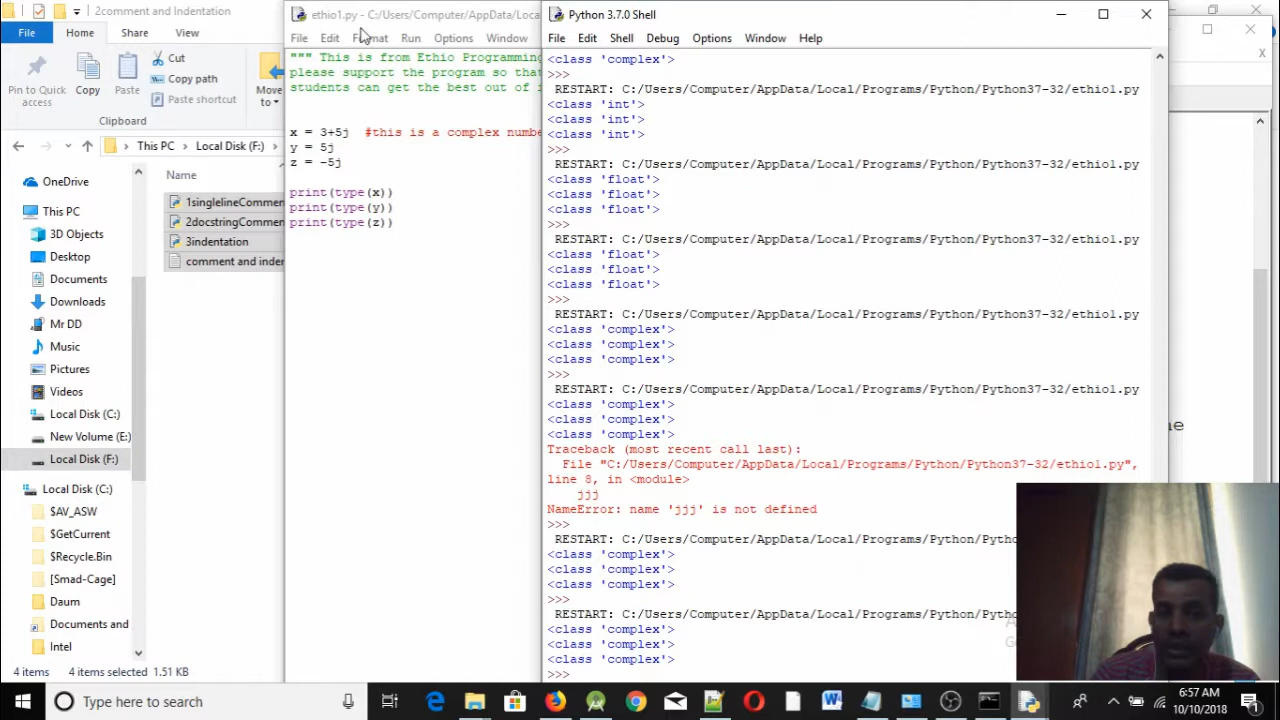 2comment and Indentation
File
Home
Share
View
Pin to Quick access
Copy
Paste
Cut
Copy path
Paste shortcut
Move to
Clipboard
This PC
Local Disk (F:)
Name
OneDrive
This PC
3D Objects
Desktop
Documents
Downloads
Mr DD
Music
Pictures
Videos
Local Disk (C:)
New Volume (E:)
Local Disk (F:)
Local Disk (C:)
$AV_ASW
$GetCurrent
$Recycle.Bin
[Smad-Cage]
Daum
Documents and
Intel
1singlelineCommen
2docstringCommen
3indentation
comment and inden
4 items
4 items selected 1.51 KB
ethio1.py - C:/Users/Computer/AppData/Loca
File Edit Format Run Options Window
""" This is from Ethio Programming
please support the program so that
students can get the best out of i
x = 3+5j #this is a complex numbe
y = 5j
z = -5j
print(type(x))
print(type(y))
print(type(z))
Python 3.7.0 Shell
File Edit Shell Debug Options Window Help
<class 'complex'>
>>>
RESTART: C:/Users/Computer/AppData/Local/Programs/Python/Python37-32/ethio1.py
<class 'int'>
<class 'int'>
<class 'int'>
>>>
RESTART: C:/Users/Computer/AppData/Local/Programs/Python/Python37-32/ethio1.py
<class 'float'>
<class 'float'>
<class 'float'>
>>>
RESTART: C:/Users/Computer/AppData/Local/Programs/Python/Python37-32/ethio1.py
<class 'float'>
<class 'float'>
<class 'float'>
>>>
RESTART: C:/Users/Computer/AppData/Local/Programs/Python/Python37-32/ethio1.py
<class 'complex'>
<class 'complex'>
<class 'complex'>
>>>
RESTART: C:/Users/Computer/AppData/Local/Programs/Python/Python37-32/ethio1.py
<class 'complex'>
<class 'complex'>
<class 'complex'>
Traceback (most recent call last):
File "C:/Users/Computer/AppData/Local/Programs/Python/Python37-32/ethio1.py",
line 8, in <module>
jjj
NameError: name 'jjj' is not defined
>>>
RESTART: C:/Users/Computer/AppData/Local/Programs/Python/Pytho
<class 'complex'>
<class 'complex'>
<class 'complex'>
>>>
RESTART: C:/Users/Computer/AppData/Local/Programs/Python/Pytho
<class 'complex'>
<class 'complex'>
<class 'complex'>
>>>
Type here to search
6:57 AM
10/10/2018